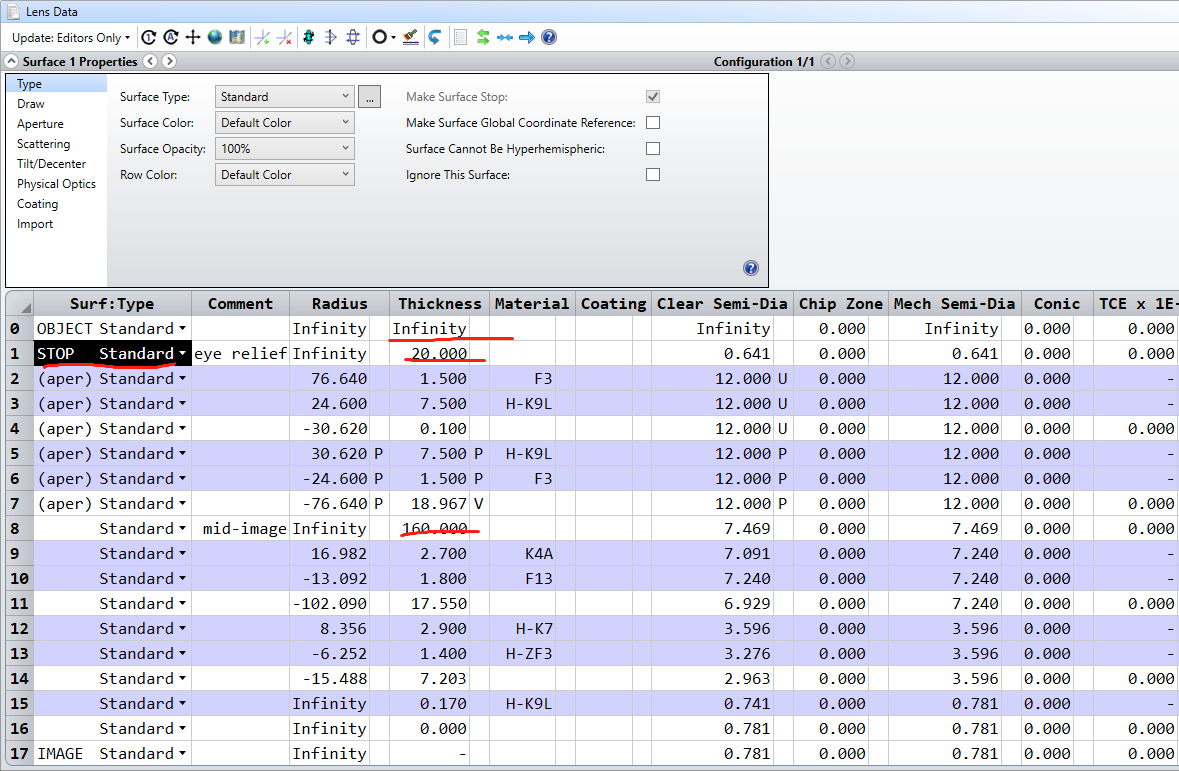 Lens Data
Update: Editors Only
Surface 1 Properties Configuration 1/1
Type
Draw
Aperture
Scattering
Tilt/Decenter
Physical Optics
Coating
Import
Surface Type: Standard ... Make Surface Stop:
Surface Color: Default Color Make Surface Global Coordinate Reference:
Surface Opacity: 100% Surface Cannot Be Hyperhemispheric:
Row Color: Default Color Ignore This Surface:
Surf:Type Comment Radius Thickness Material Coating Clear Semi-Dia Chip Zone Mech Semi-Dia Conic TCE x 1E-
0 OBJECT Standard Infinity Infinity Infinity 0.000 Infinity 0.000 0.000
1 STOP Standard eye relief Infinity 20.000 0.641 0.000 0.641 0.000 0.000
2 (aper) Standard 76.640 1.500 F3 12.000 U 0.000 12.000 0.000 -
3 (aper) Standard 24.600 7.500 H-K9L 12.000 U 0.000 12.000 0.000 -
4 (aper) Standard -30.620 0.100 12.000 U 0.000 12.000 0.000 0.000
5 (aper) Standard 30.620 P 7.500 P H-K9L 12.000 P 0.000 12.000 0.000 -
6 (aper) Standard -24.600 P 1.500 P F3 12.000 P 0.000 12.000 0.000 -
7 (aper) Standard -76.640 P 18.967 V 12.000 P 0.000 12.000 0.000 0.000
8 Standard mid-image Infinity 160.000 7.469 0.000 7.469 0.000 0.000
9 Standard 16.982 2.700 K4A 7.091 0.000 7.240 0.000 -
10 Standard -13.092 1.800 F13 7.240 0.000 7.240 0.000 -
11 Standard -102.090 17.550 6.929 0.000 7.240 0.000 0.000
12 Standard 8.356 2.900 H-K7 3.596 0.000 3.596 0.000 -
13 Standard -6.252 1.400 H-ZF3 3.276 0.000 3.596 0.000 -
14 Standard -15.488 7.203 2.963 0.000 3.596 0.000 0.000
15 Standard Infinity 0.170 H-K9L 0.741 0.000 0.781 0.000 -
16 Standard Infinity 0.000 0.781 0.000 0.781 0.000 0.000
17 IMAGE Standard Infinity - 0.781 0.000 0.781 0.000 0.000